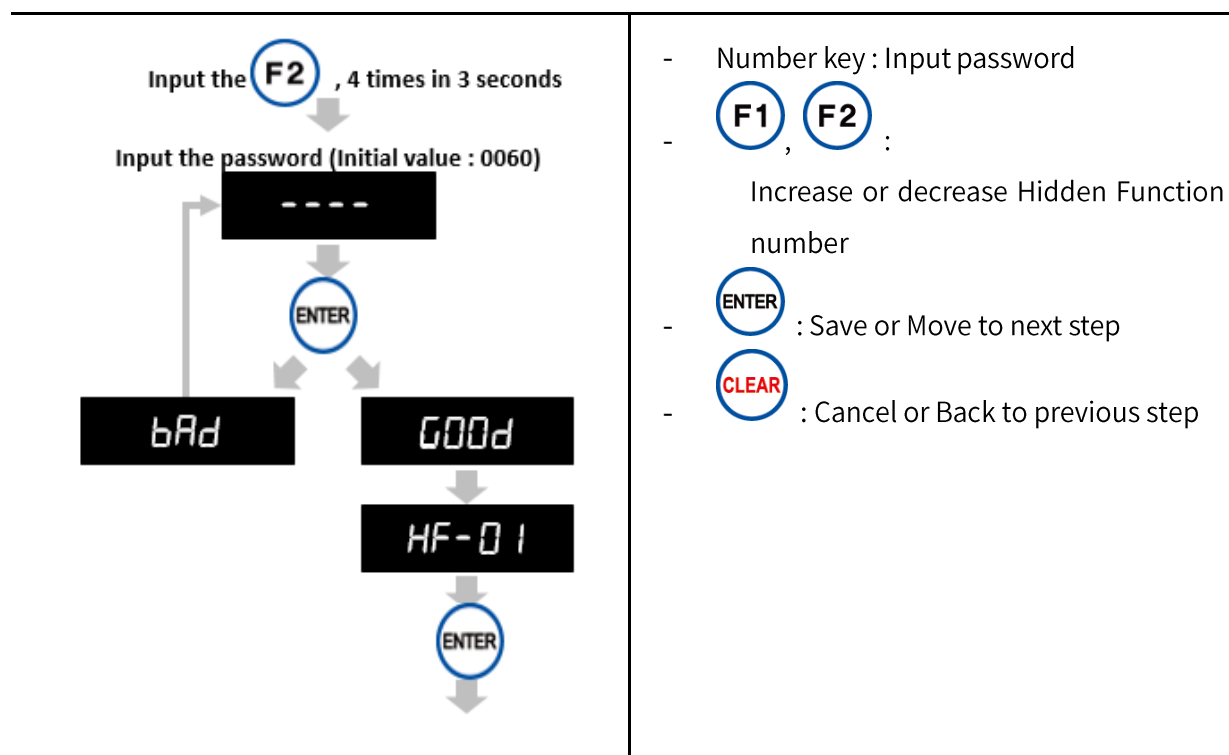 Input the F2 , 4 times in 3 seconds
Input the password (Initial value : 0060)
----
ENTER
bAd
GOOd
HF-01
ENTER
- Number key : Input password
- F1 , F2 :
Increase or decrease Hidden Function
number
- ENTER : Save or Move to next step
- CLEAR : Cancel or Back to previous step